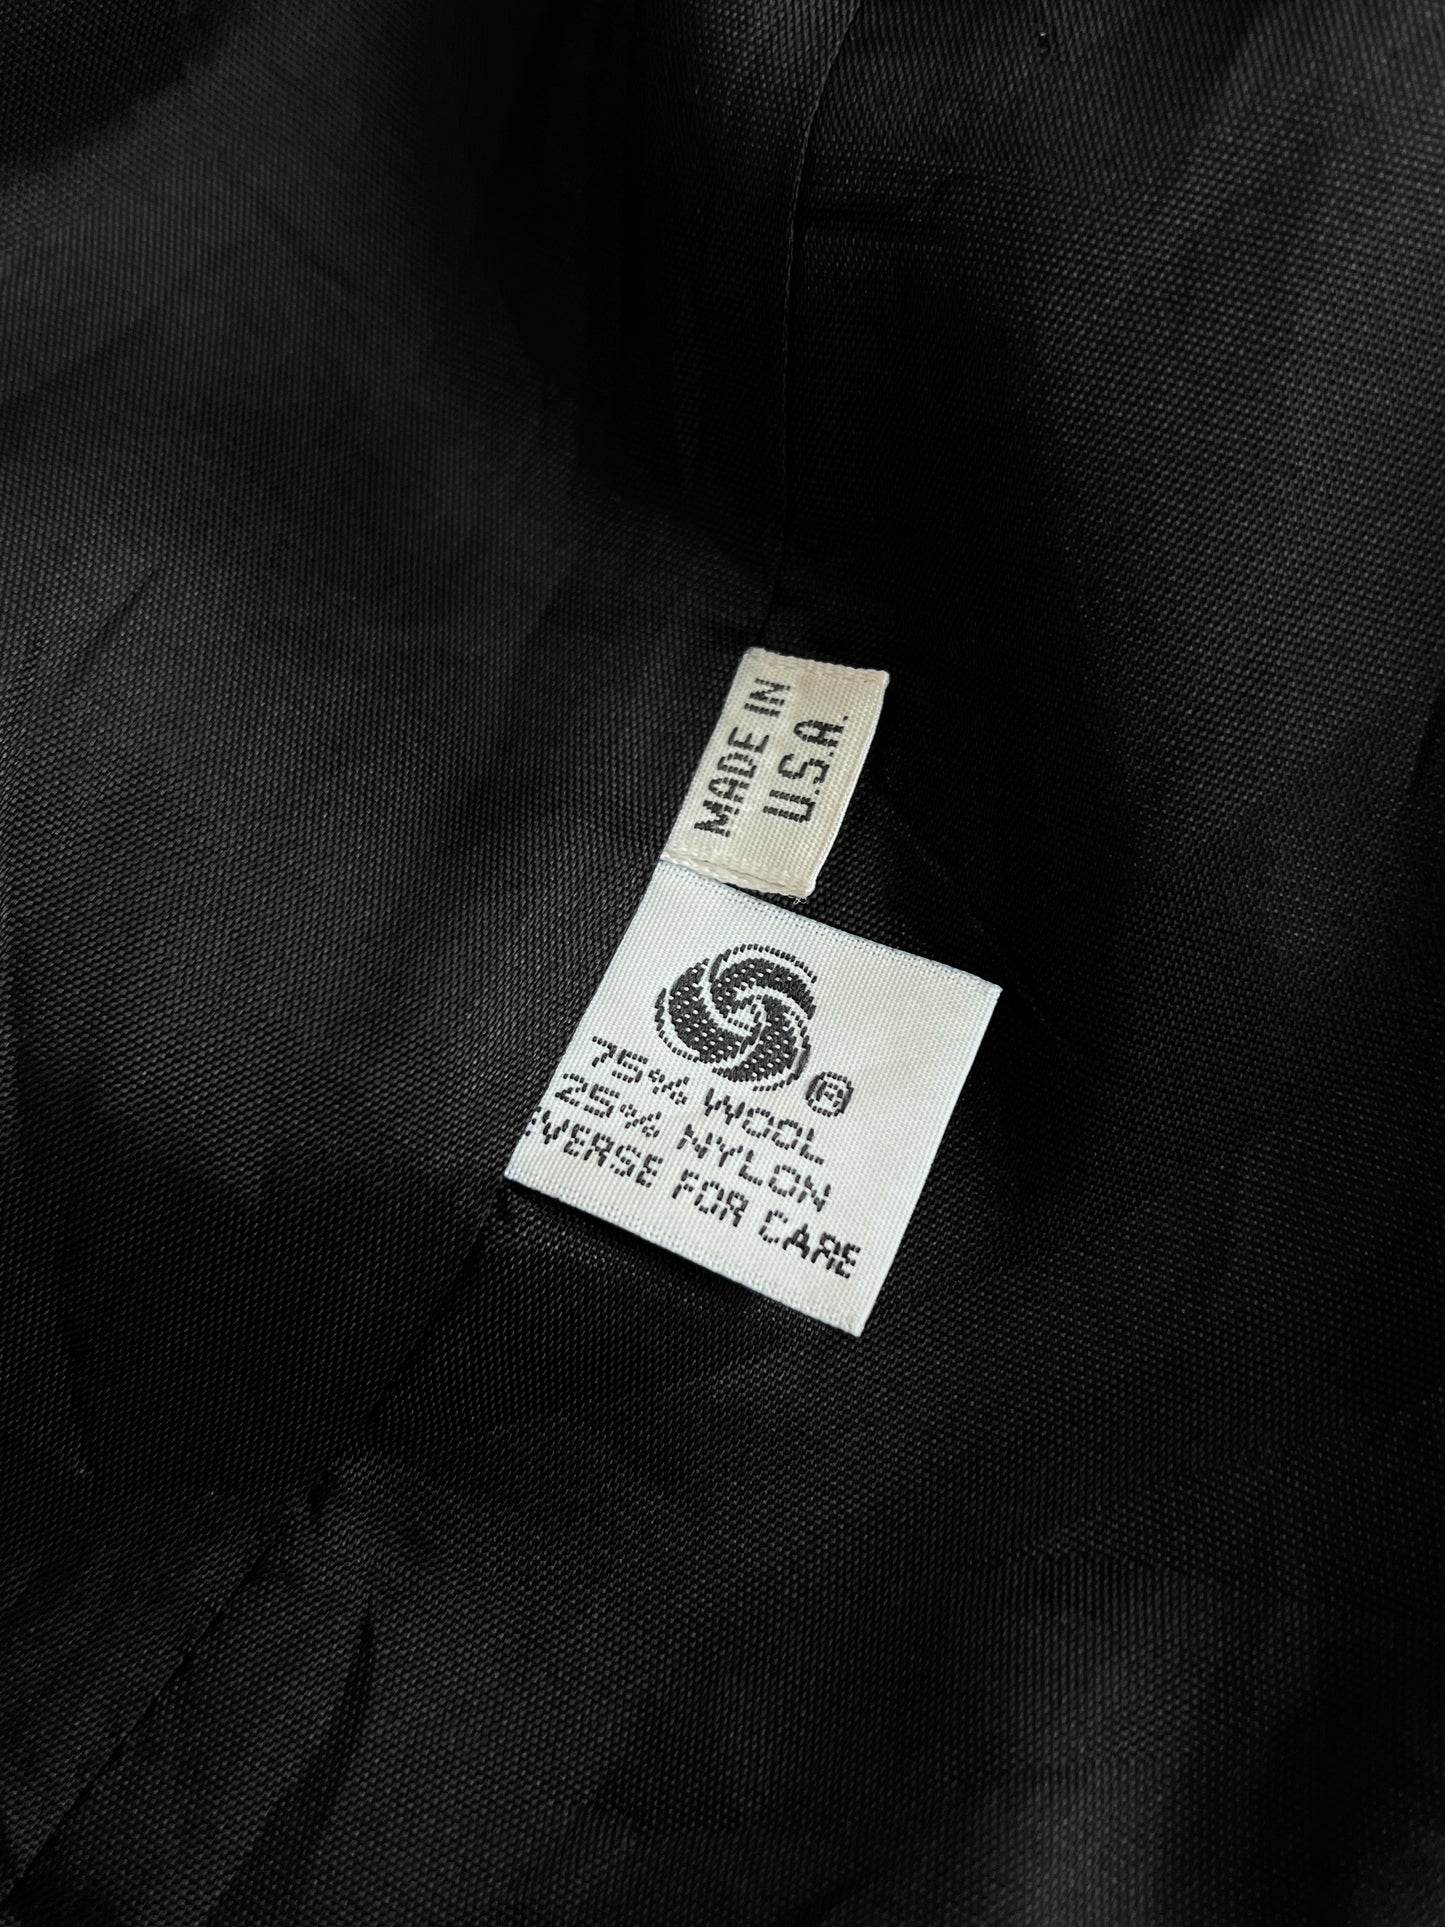 MADE IN
U.S.A.
®
75% WOOL
25% NYLON
EVERSE FOR CARE